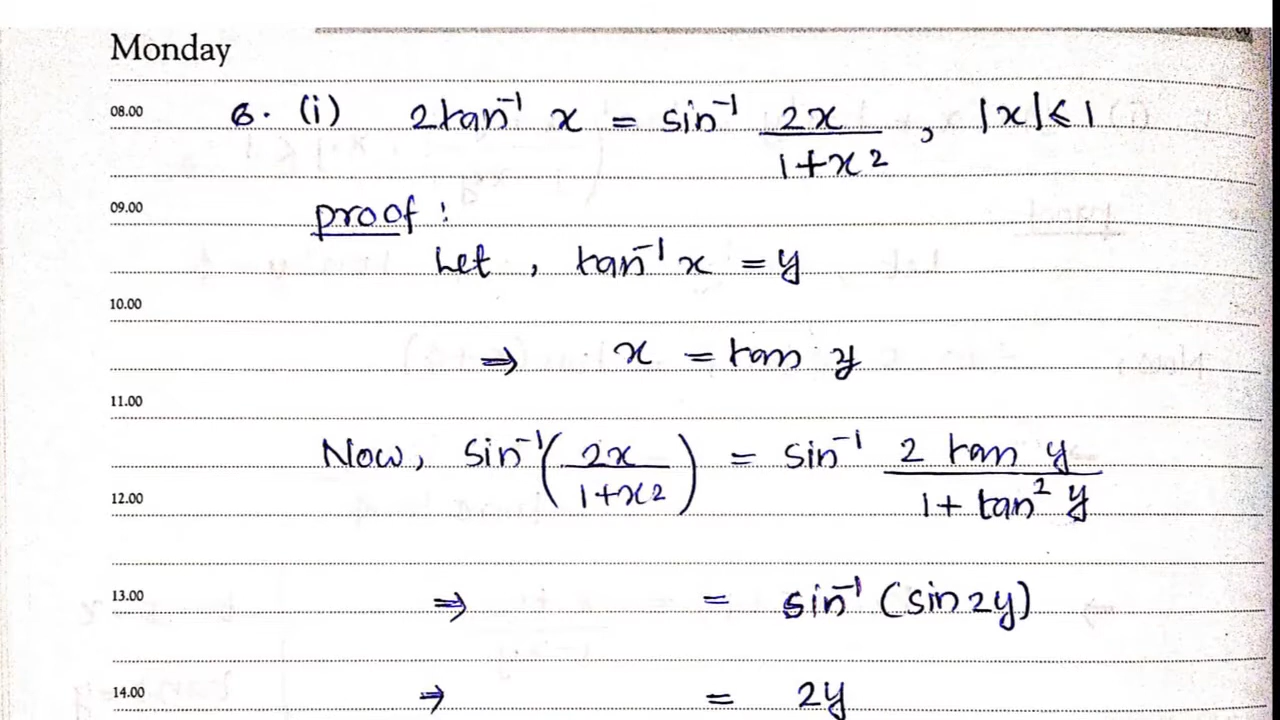 Monday
08.00 6. (i) 2tan⁻¹ x = sin⁻¹ 2x/1+x², |x|⩽1
09.00 proof :
Let, tan⁻¹x = y
10.00
⇒ x = tan y
11.00
Now, sin⁻¹(2x/1+x²) = sin⁻¹ 2 tan y/1+ tan² y
12.00
13.00 ⇒ = sin⁻¹ (sin 2y)
14.00 ⇒ = 2y